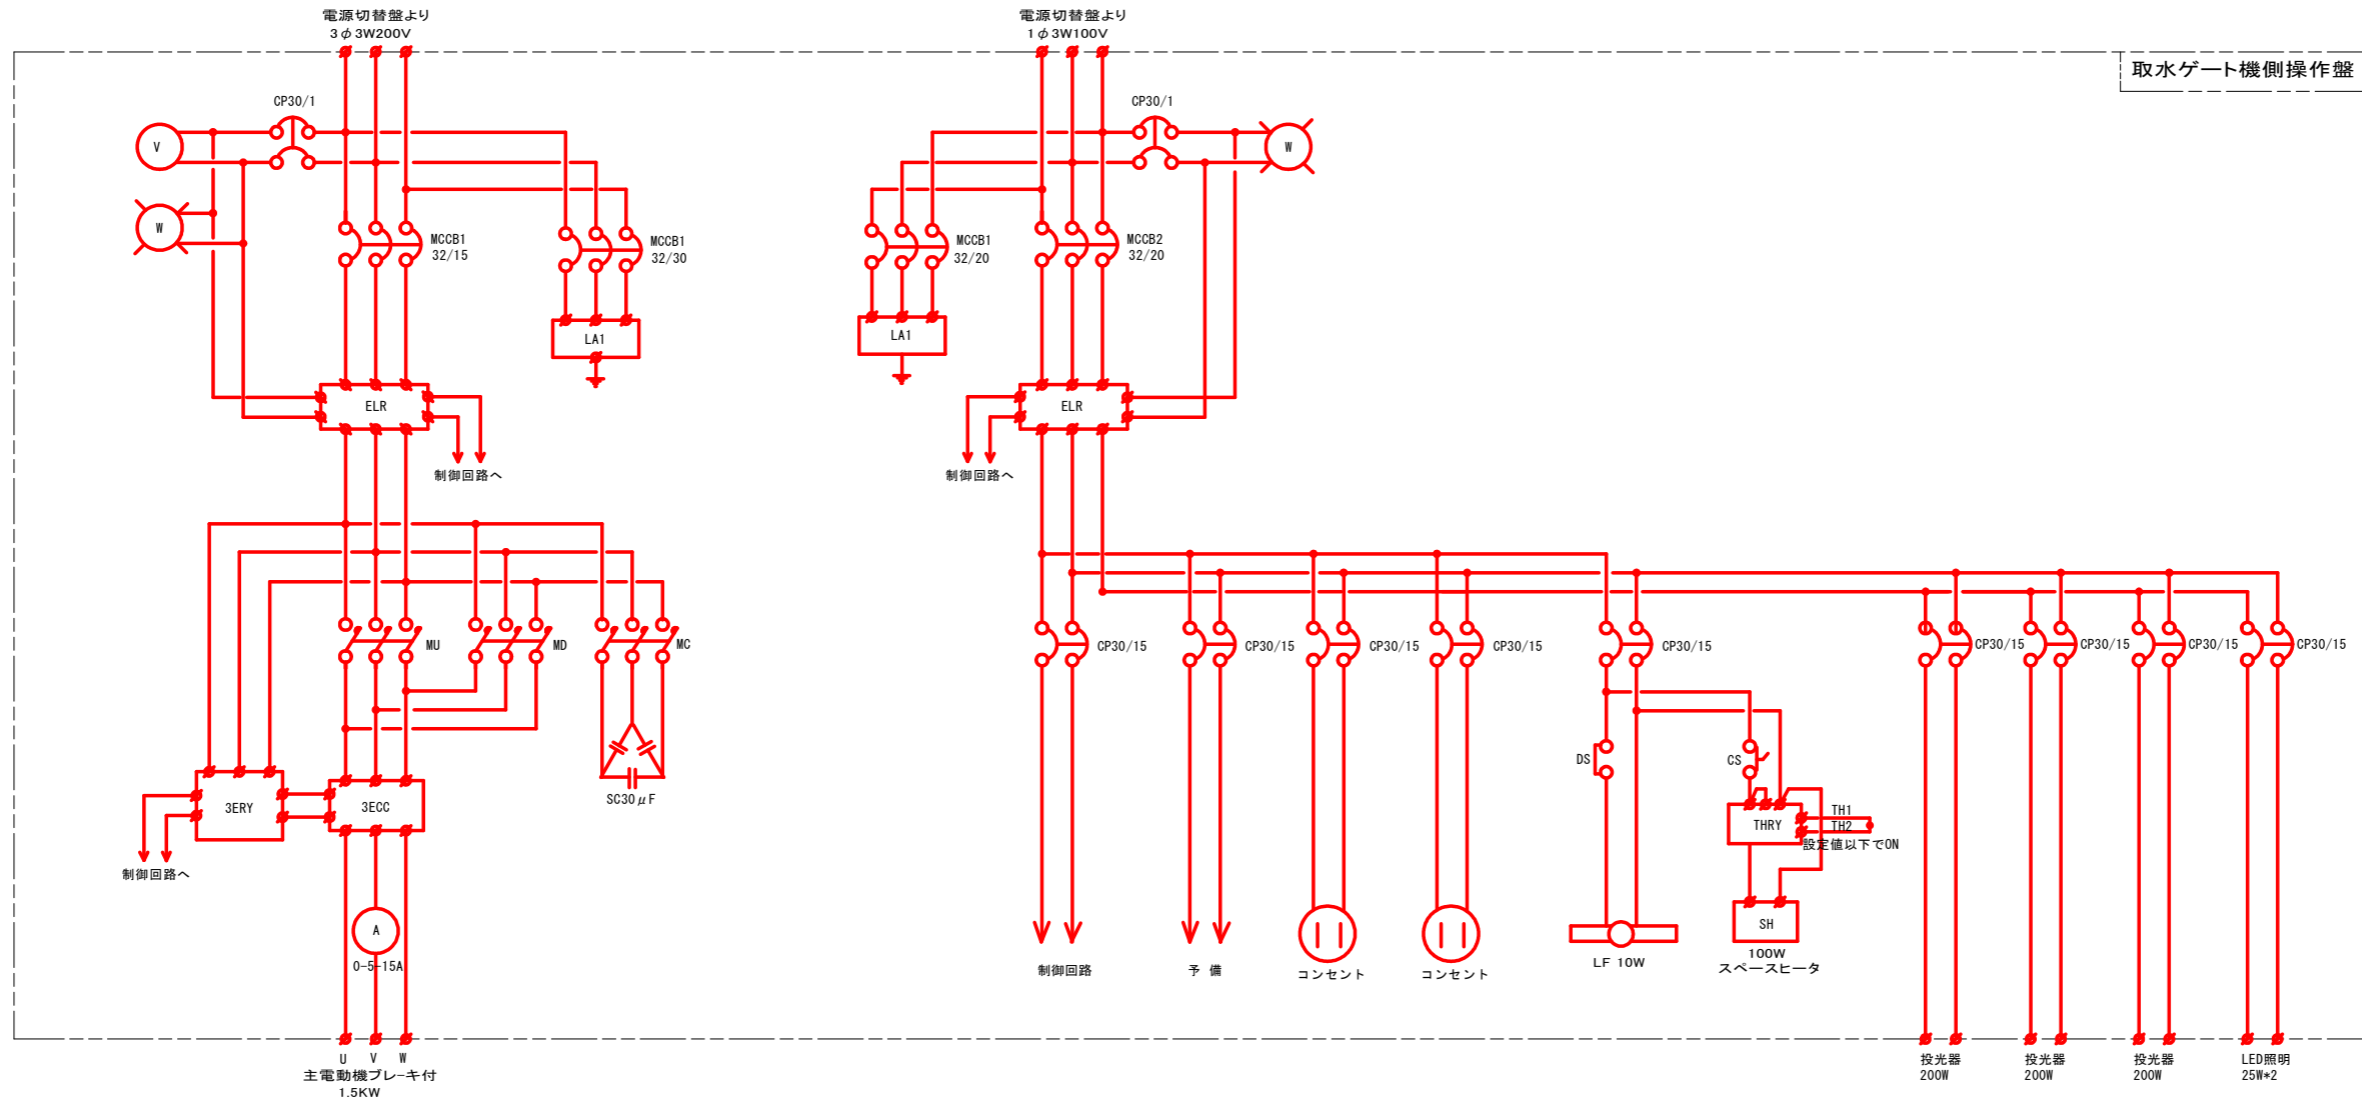 電源切替盤より
3φ3W200V
電源切替盤より
1φ3W100V
取水ゲート機側操作盤
CP30/1
CP30/1
V
W
W
MCCB1
32/15
MCCB1
32/30
MCCB1
32/20
MCCB2
32/20
LA1
LA1
ELR
ELR
制御回路へ
制御回路へ
MU
MD
MC
CP30/15
CP30/15
CP30/15
CP30/15
CP30/15
CP30/15
CP30/15
CP30/15
CP30/15
DS
CS
SC30μF
3ERY
3ECC
THRY
TH1
TH2
設定値以下でON
制御回路へ
A
0-5-15A
SH
100W
スペースヒータ
LF 10W
制御回路
予 備
コンセント
コンセント
U V W
主電動機ブレーキ付
1.5KW
投光器
200W
投光器
200W
投光器
200W
LED照明
25W*2